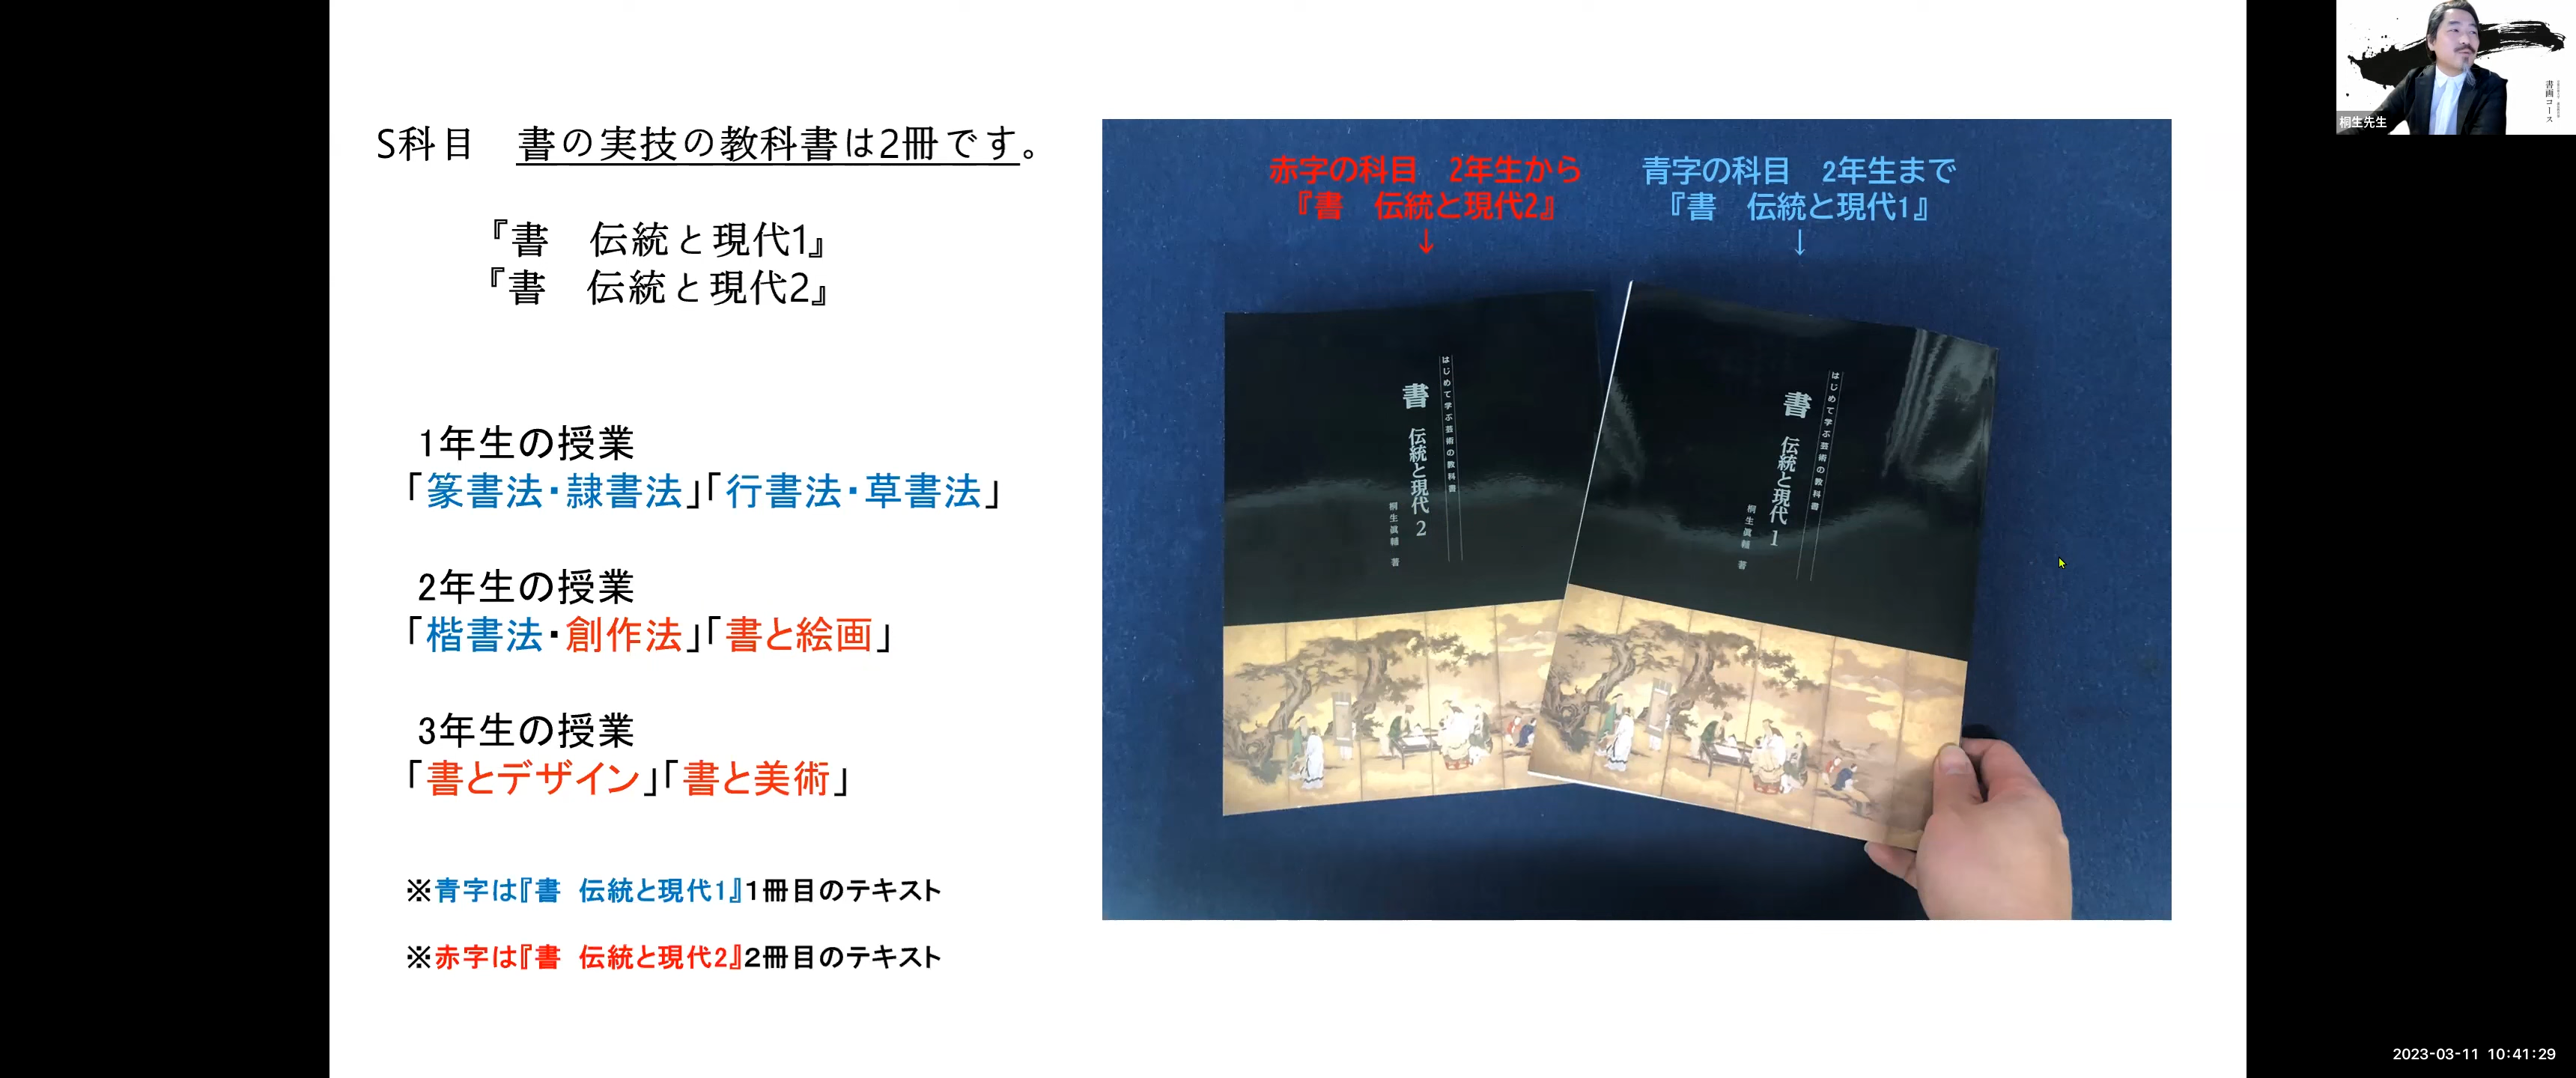 S科目　書の実技の教科書は2冊です。
『書　伝統と現代1』
『書　伝統と現代2』
1年生の授業
「篆書法・隷書法」「行書法・草書法」
2年生の授業
「楷書法・創作法」「書と絵画」
3年生の授業
「書とデザイン」「書と美術」
※青字は『書　伝統と現代1』1冊目のテキスト
※赤字は『書　伝統と現代2』2冊目のテキスト
赤字の科目　2年生から
『書　伝統と現代2』
↓
青字の科目　2年生まで
『書　伝統と現代1』
↓
はじめて学ぶ芸術の教科書
書　伝統と現代 2
桐生眞輔　著
はじめて学ぶ芸術の教科書
書　伝統と現代 1
桐生眞輔　著
書画コース
桐生先生
2023-03-11 10:41:29